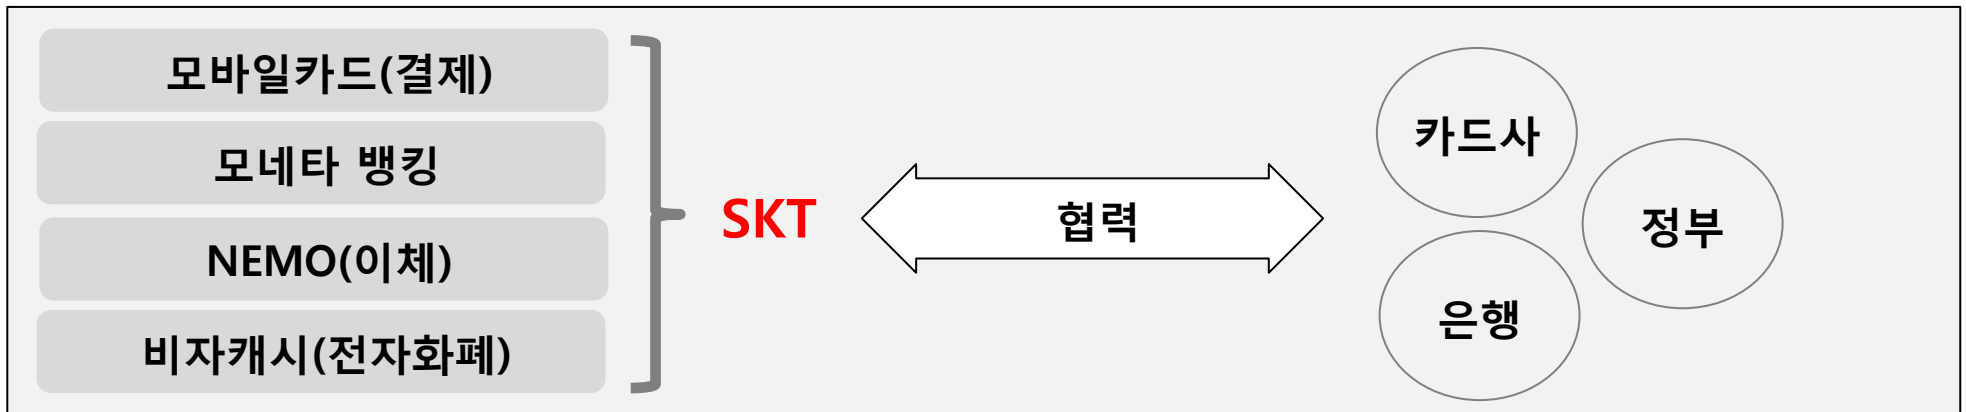 모바일카드(결제)
모네타 뱅킹
NEMO(이체)
비자캐시(전자화폐)
SKT
협력
카드사
정부
은행